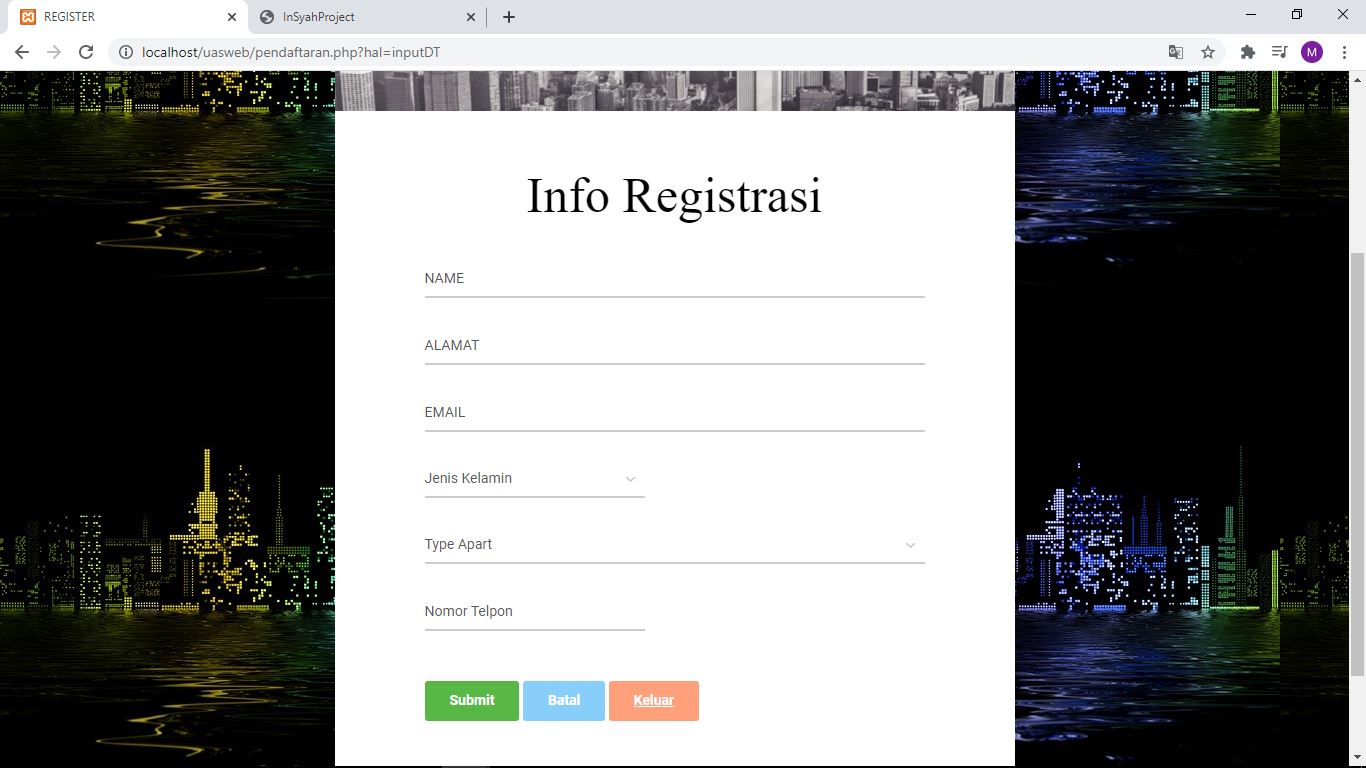 REGISTER
InSyahProject
localhost/uasweb/pendaftaran.php?hal=inputDT
M
Info Registrasi
NAME
ALAMAT
EMAIL
Jenis Kelamin
Type Apart
Nomor Telpon
Submit Batal Keluar